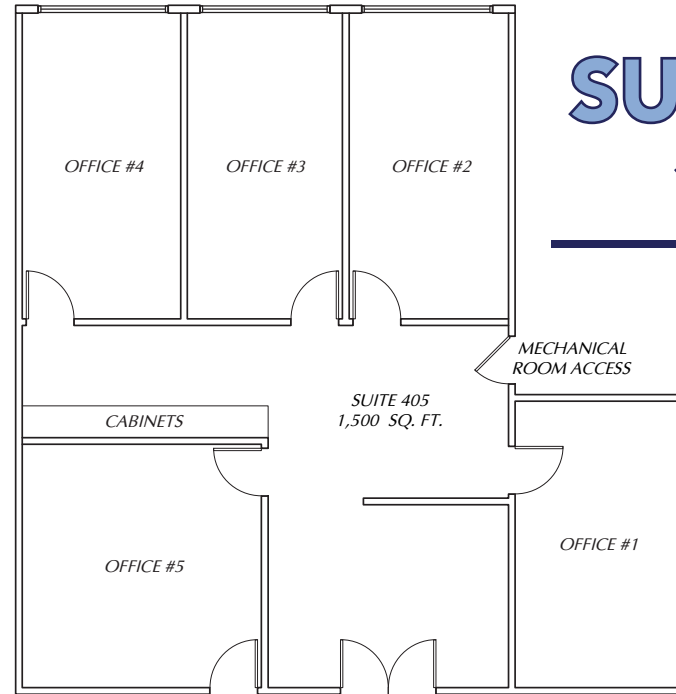 SU
OFFICE #4
OFFICE #3
OFFICE #2
MECHANICAL
ROOM ACCESS
SUITE 405
1,500 SQ. FT.
CABINETS
OFFICE #1
OFFICE #5